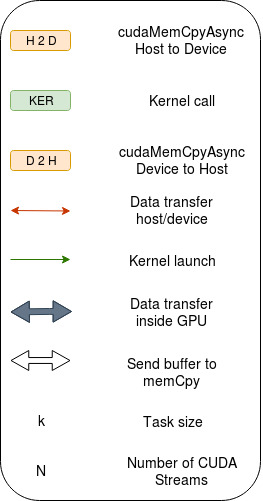 H 2 D
cudaMemCpyAsync
Host to Device
KER
Kernel call
D 2 H
cudaMemCpyAsync
Device to Host
Data transfer
host/device
Kernel launch
Data transfer
inside GPU
Send buffer to
memCpy
k
Task size
N
Number of CUDA
Streams